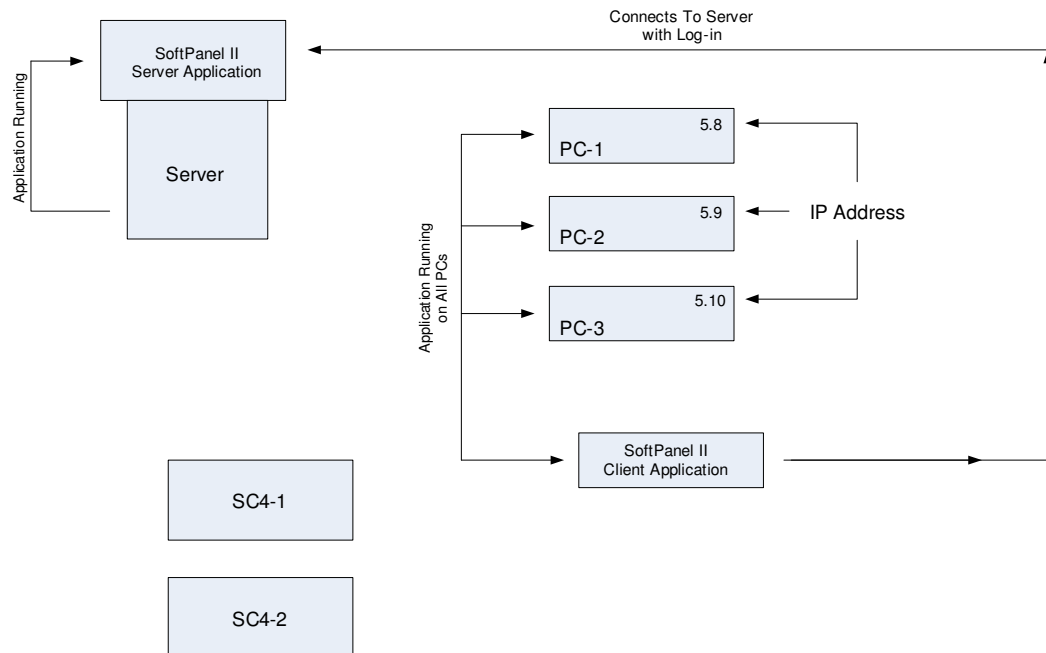 Connects To Server
with Log-in
SoftPanel II
Server Application
Application Running
Server
5.8
PC-1
5.9
PC-2
IP Address
5.10
PC-3
Application Running
on All PCs
SoftPanel II
Client Application
SC4-1
SC4-2